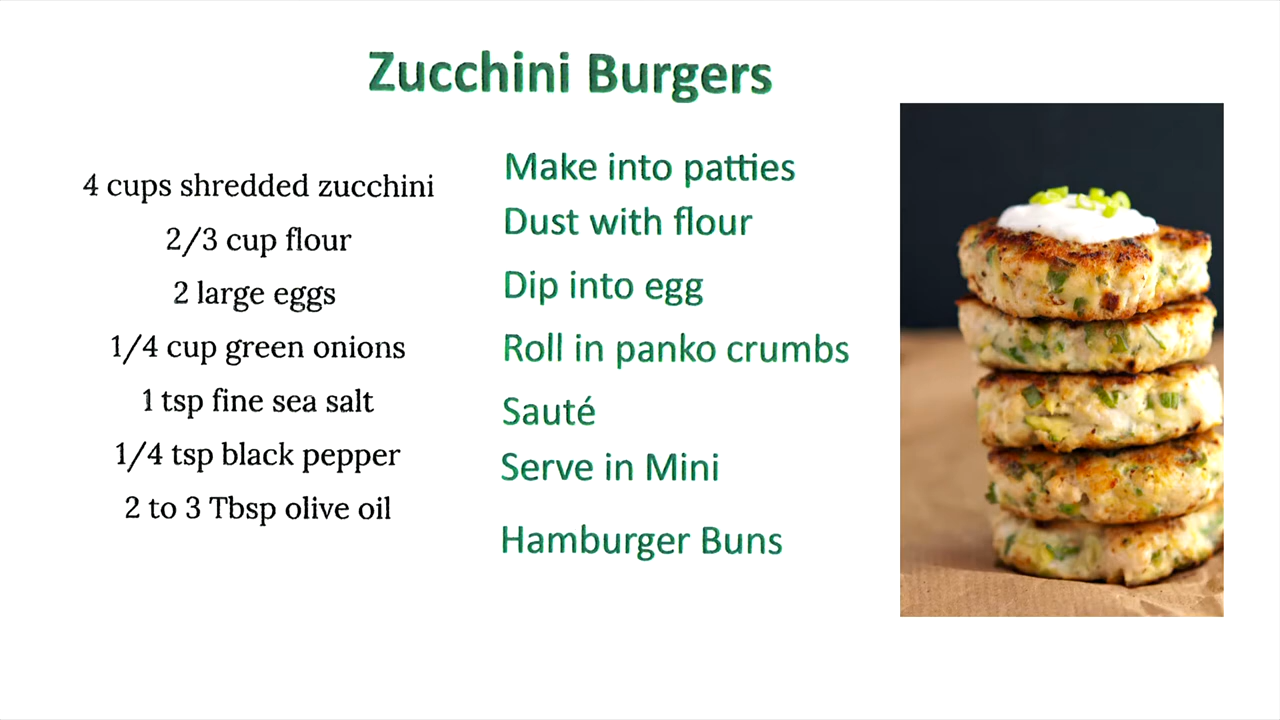 Zucchini Burgers
4 cups shredded zucchini
2/3 cup flour
2 large eggs
1/4 cup green onions
1 tsp fine sea salt
1/4 tsp black pepper
2 to 3 Tbsp olive oil
Make into patties
Dust with flour
Dip into egg
Roll in panko crumbs
Sauté
Serve in Mini
Hamburger Buns